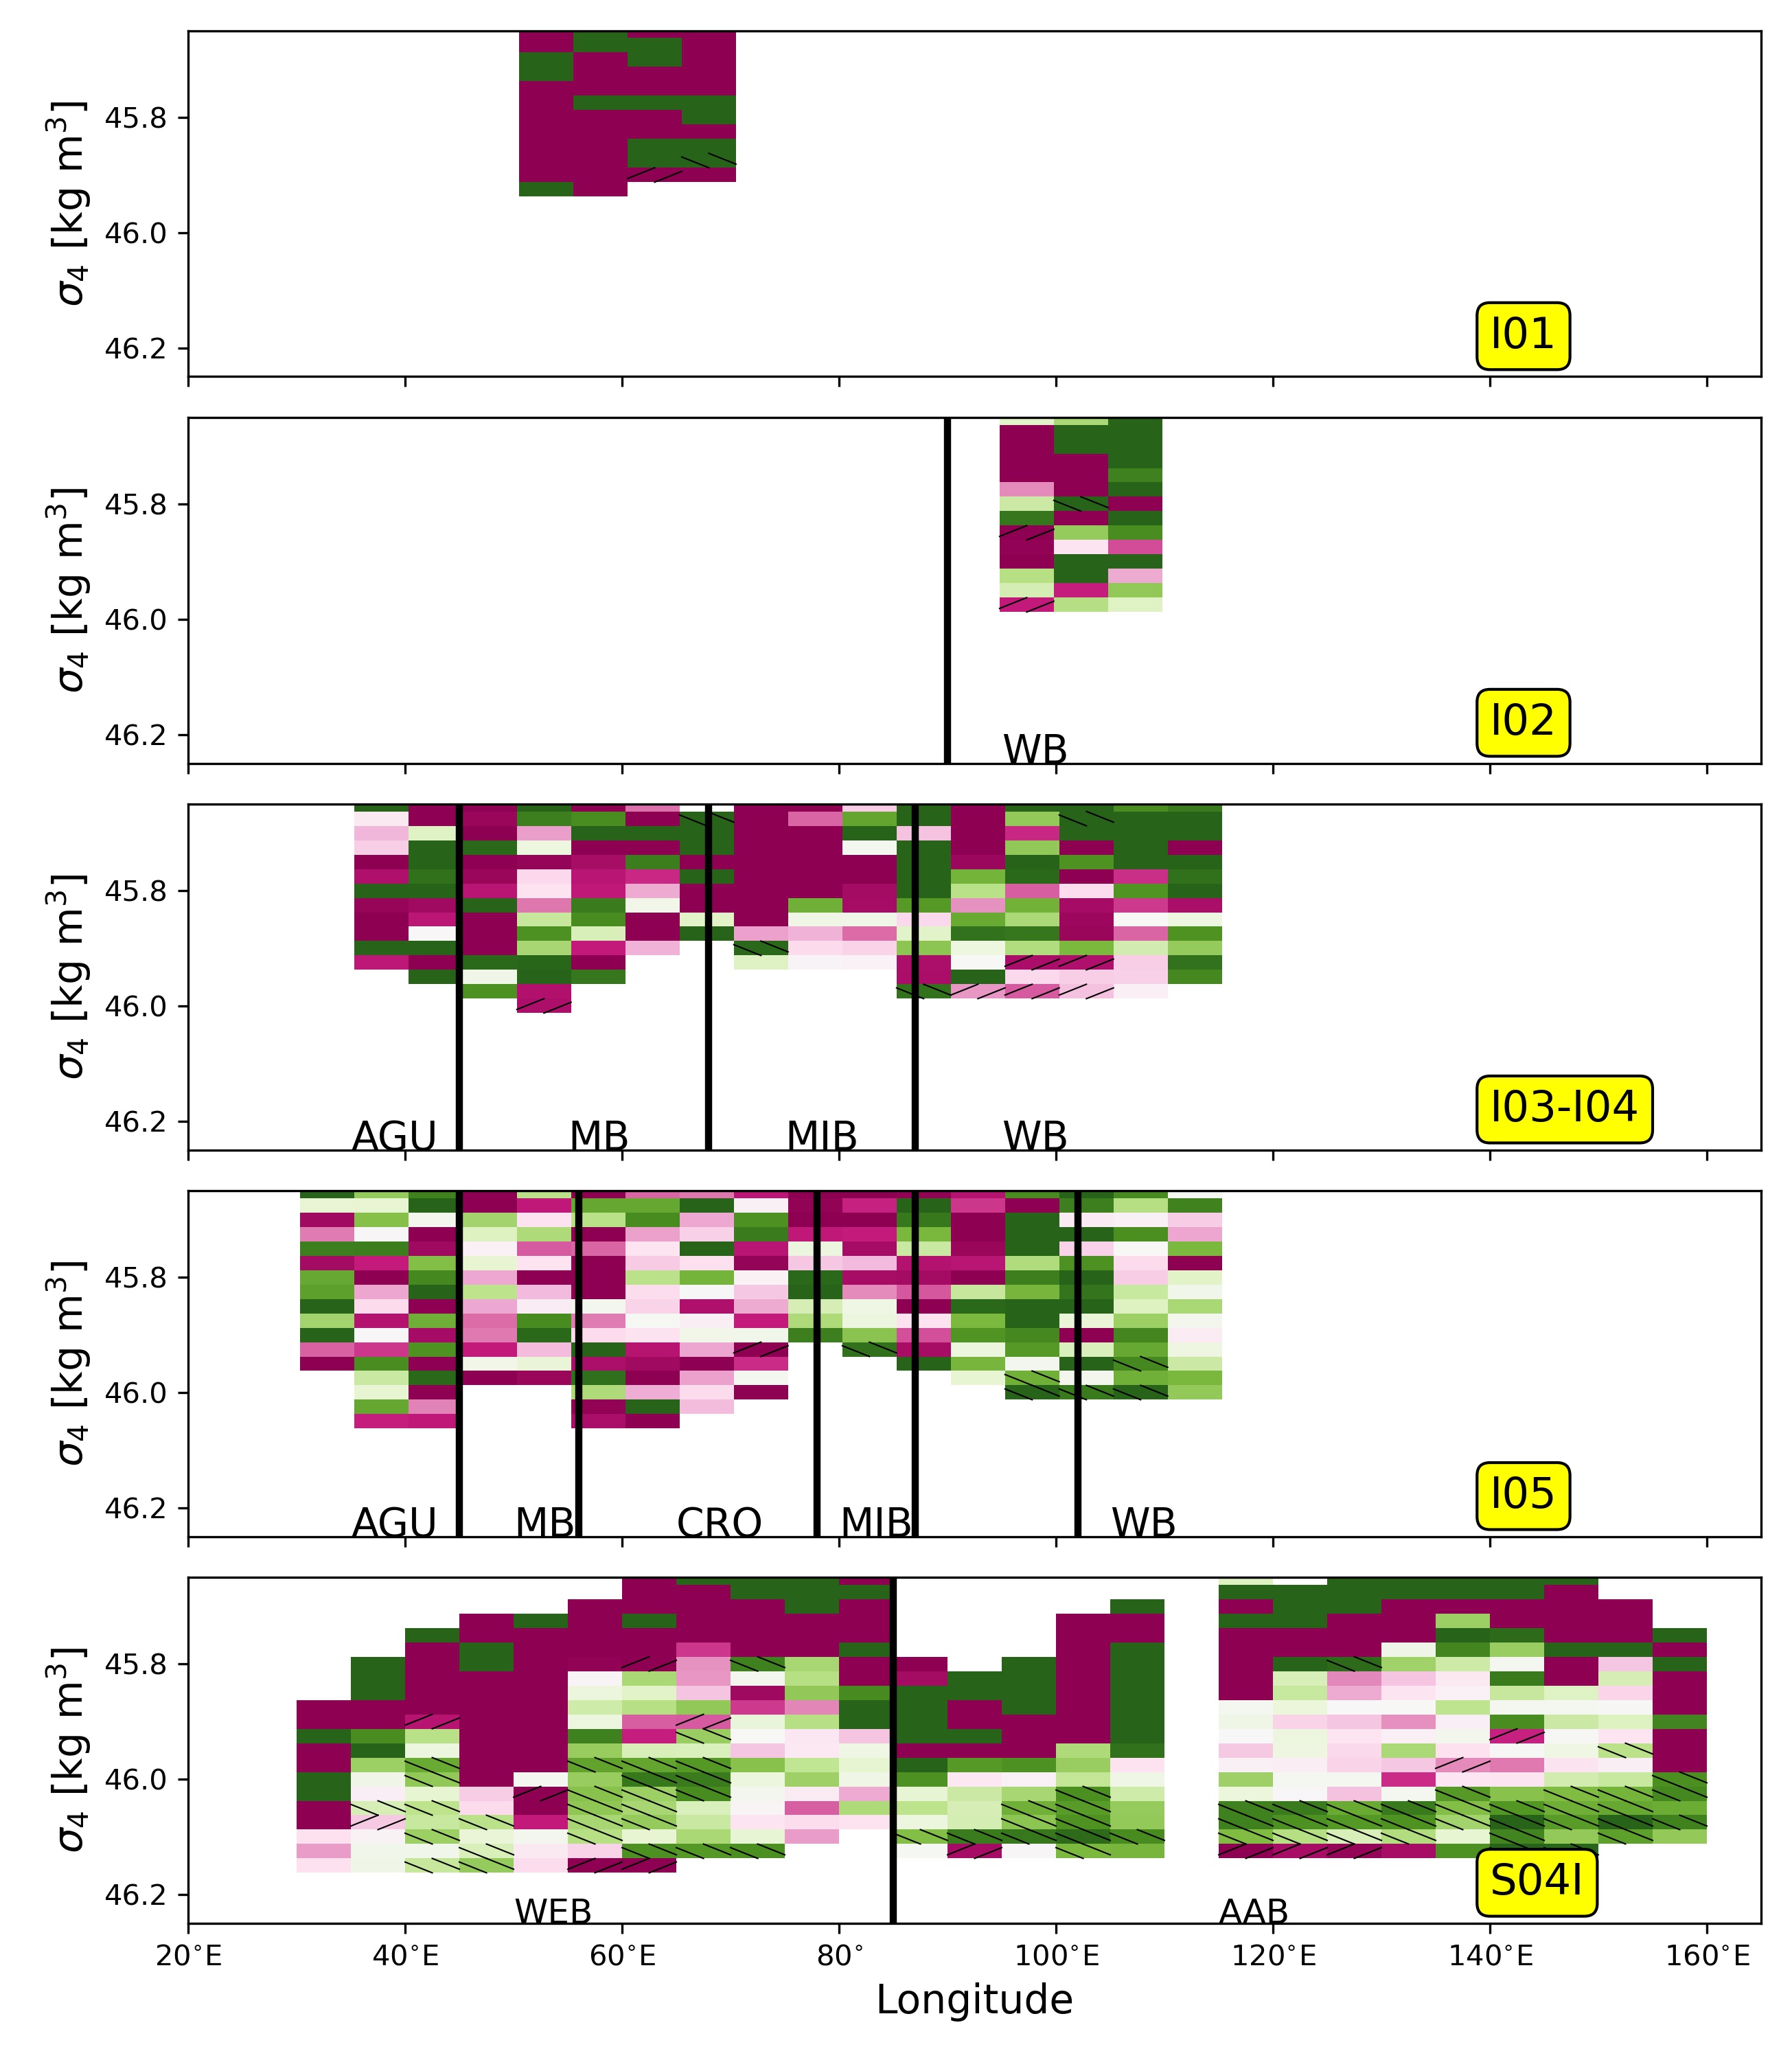 σ₄ [kg m³]
45.8
46.0
46.2
I01
σ₄ [kg m³]
45.8
46.0
46.2
WB
I02
σ₄ [kg m³]
45.8
46.0
46.2
AGU MB MIB WB
I03-I04
σ₄ [kg m³]
45.8
46.0
46.2
AGU MB CRO MIB WB
I05
σ₄ [kg m³]
45.8
46.0
46.2
WEB AAB
S04I
20°E 40°E 60°E 80° 100°E 120°E 140°E 160°E
Longitude